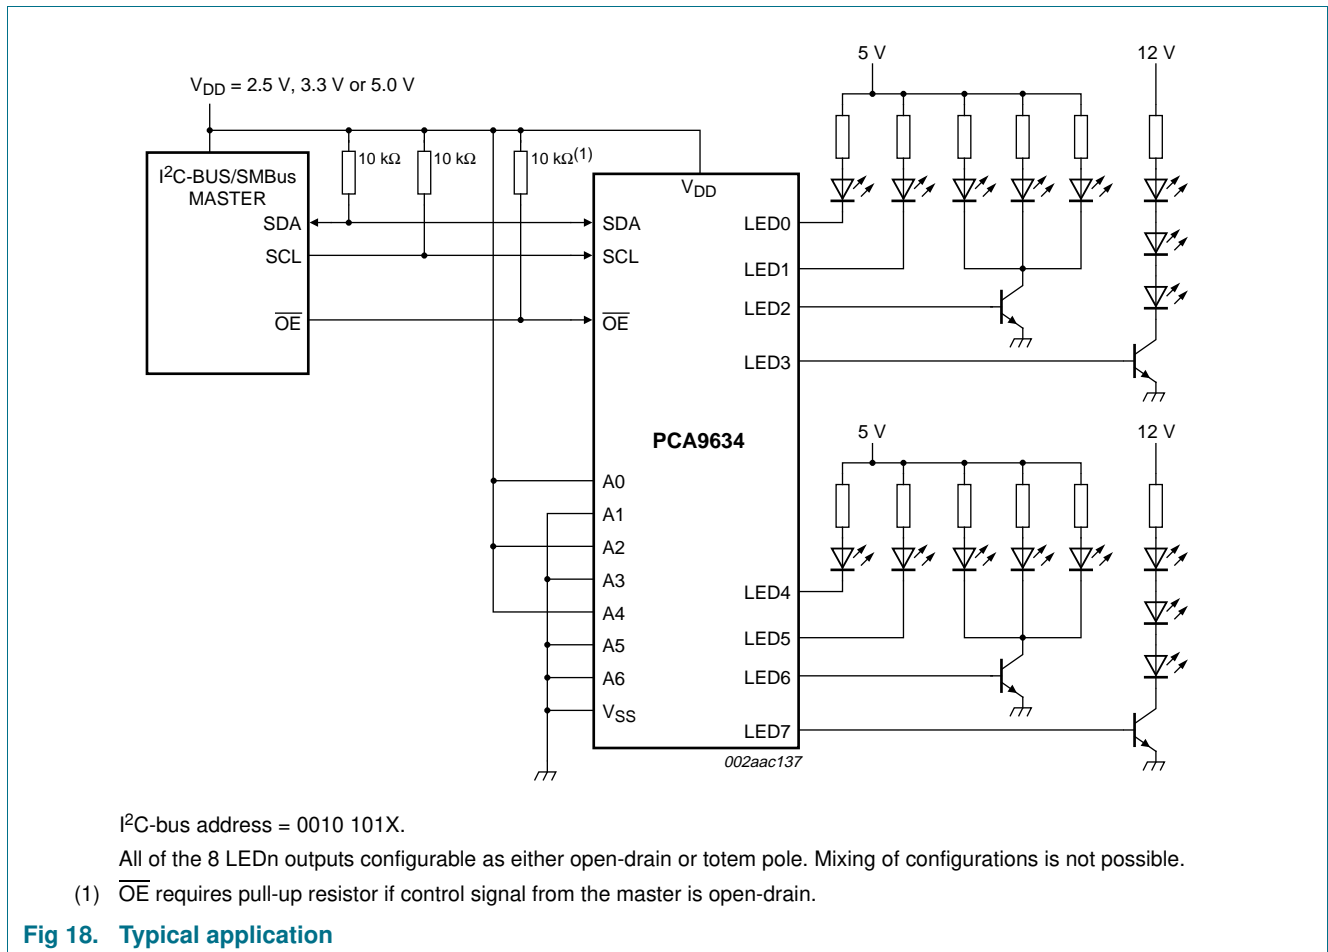 5 V
12 V
VDD = 2.5 V, 3.3 V or 5.0 V
10 kΩ
10 kΩ
10 kΩ(1)
I2C-BUS/SMBus
MASTER
SDA
SCL
OE
VDD
SDA
SCL
OE
LED0
LED1
LED2
LED3
PCA9634
5 V
12 V
A0
A1
A2
A3
A4
A5
A6
VSS
LED4
LED5
LED6
LED7
002aac137
I2C-bus address = 0010 101X.
All of the 8 LEDn outputs configurable as either open-drain or totem pole. Mixing of configurations is not possible.
(1) OE requires pull-up resistor if control signal from the master is open-drain.
Fig 18. Typical application